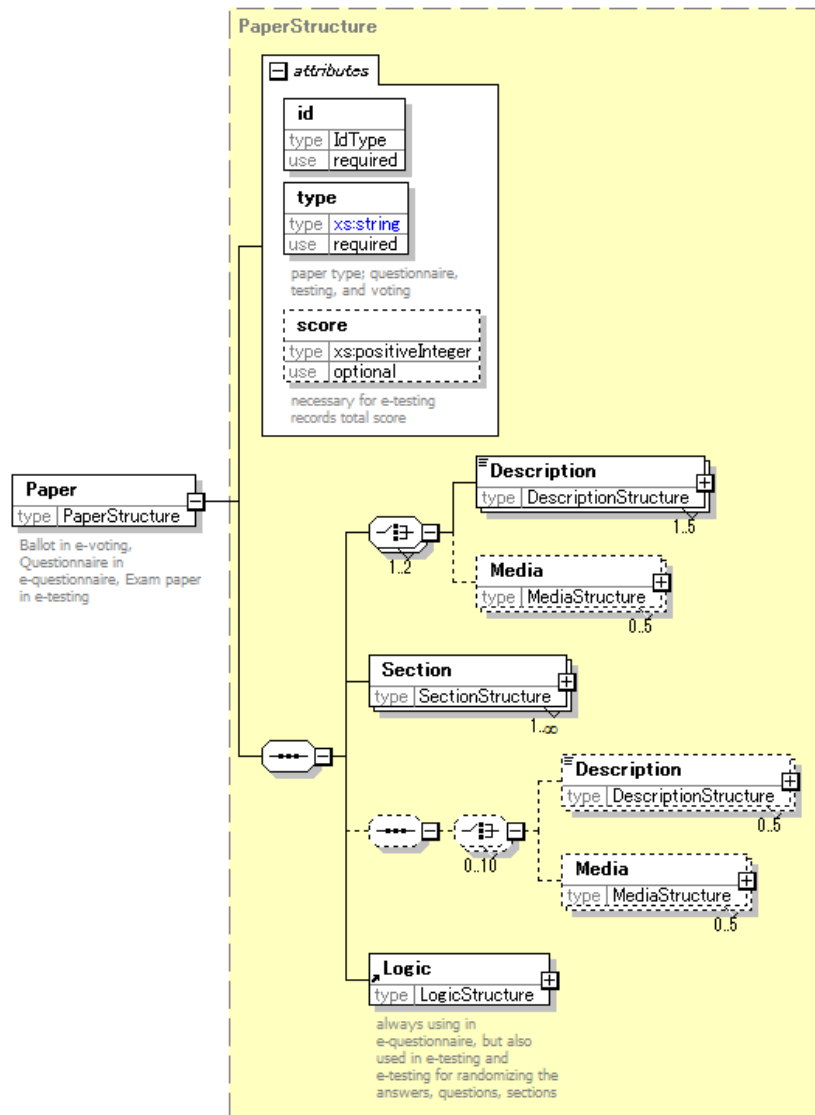 PaperStructure
attributes
id
type IdType
use required
type
type xs:string
use required
paper type; questionnaire,
testing, and voting
score
type xs:positiveInteger
use optional
necessary for e-testing
records total score
Paper
type PaperStructure
Ballot in e-voting,
Questionnaire in
e-questionnaire, Exam paper
in e-testing
1..2
Description
type DescriptionStructure
1..5
Media
type MediaStructure
0..5
Section
type SectionStructure
1..∞
0..10
Description
type DescriptionStructure
0..5
Media
type MediaStructure
0..5
Logic
type LogicStructure
always using in
e-questionnaire, but also
used in e-testing and
e-testing for randomizing the
answers, questions, sections